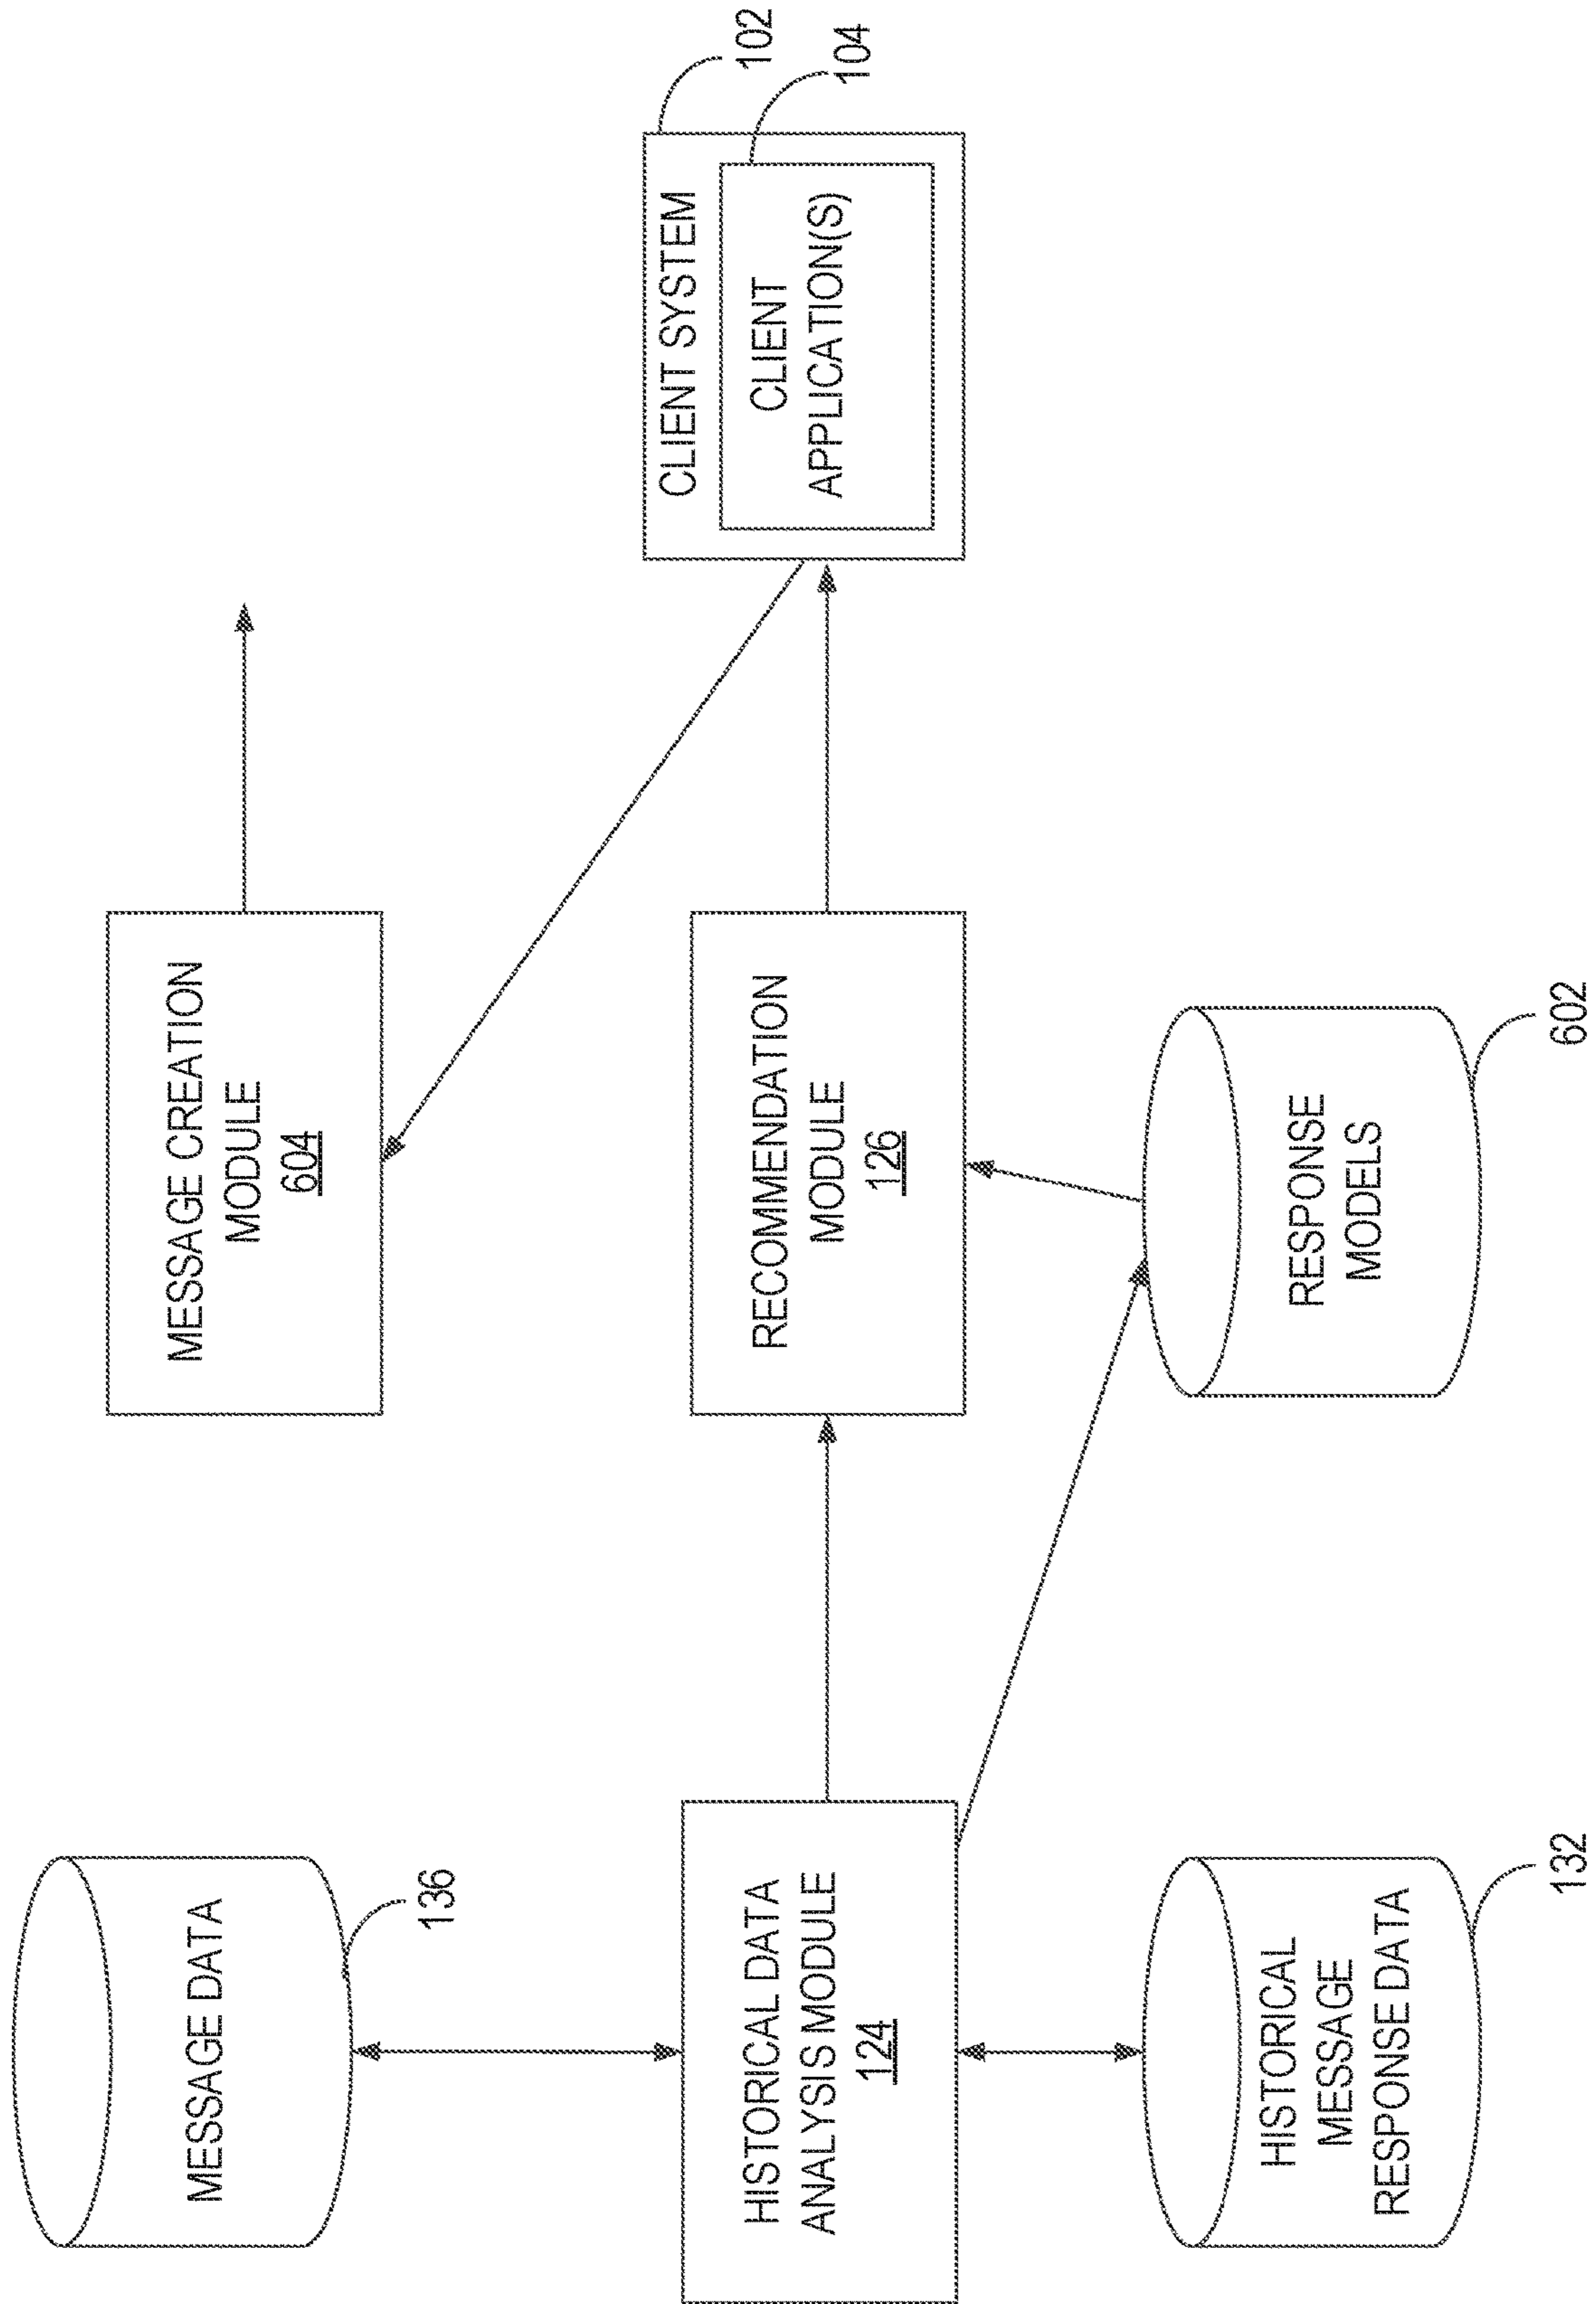 MESSAGE DATA
136
HISTORICAL DATA
ANALYSIS MODULE
124
HISTORICAL
MESSAGE
RESPONSE DATA
132
MESSAGE CREATION
MODULE
604
RECOMMENDATION
MODULE
126
RESPONSE
MODELS
602
CLIENT SYSTEM
CLIENT
APPLICATION(S)
102
104